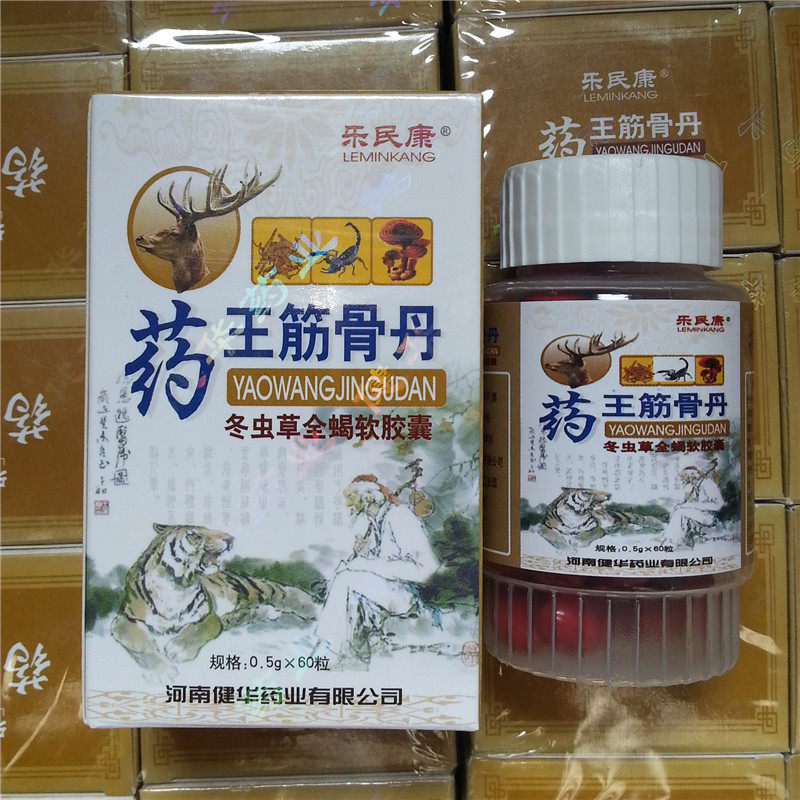 乐民康®
LEMINKANG
药王筋骨丹
YAOWANGJINGUDAN
冬虫草全蝎软胶囊
规格:0.5g×60粒
河南健华药业有限公司
乐民康
LEMINKANG
药王筋骨丹
YAOWANGJINGUDAN
乐民康®
LEMINKANG
药王筋骨丹
YAOWANGJINGUDAN
冬虫草全蝎软胶囊
规格:0.5g×60粒
河南健华药业有限公司
药
药
药
药